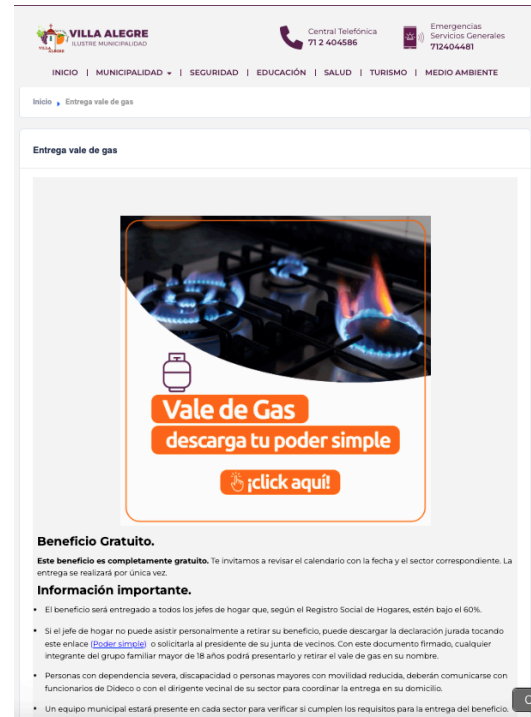 VILLA ALEGRE
ILUSTRE MUNICIPALIDAD
VILLA ALEGRE
Central Telefónica
71 2 404586
Emergencias
Servicios Generales
712404481
INICIO | MUNICIPALIDAD | SEGURIDAD | EDUCACIÓN | SALUD | TURISMO | MEDIO AMBIENTE
Inicio Entrega vale de gas
Entrega vale de gas
Vale de Gas
descarga tu poder simple
¡click aquí!
Beneficio Gratuito.
Este beneficio es completamente gratuito. Te invitamos a revisar el calendario con la fecha y el sector correspondiente. La
entrega se realizará por única vez.
Información importante.
• El beneficio será entregado a todos los jefes de hogar que, según el Registro Social de Hogares, estén bajo el 60%.
• Si el jefe de hogar no puede asistir personalmente a retirar su beneficio, puede descargar la declaración jurada tocando
este enlace (Poder simple) o solicitarla al presidente de su junta de vecinos. Con este documento firmado, cualquier
integrante del grupo familiar mayor de 18 años podrá presentarlo y retirar el vale de gas en su nombre.
• Personas con dependencia severa, discapacidad o personas mayores con movilidad reducida, deberán comunicarse con
funcionarios de Dideco o con el dirigente vecinal de su sector para coordinar la entrega en su domicilio.
• Un equipo municipal estará presente en cada sector para verificar si cumplen los requisitos para la entrega del beneficio.